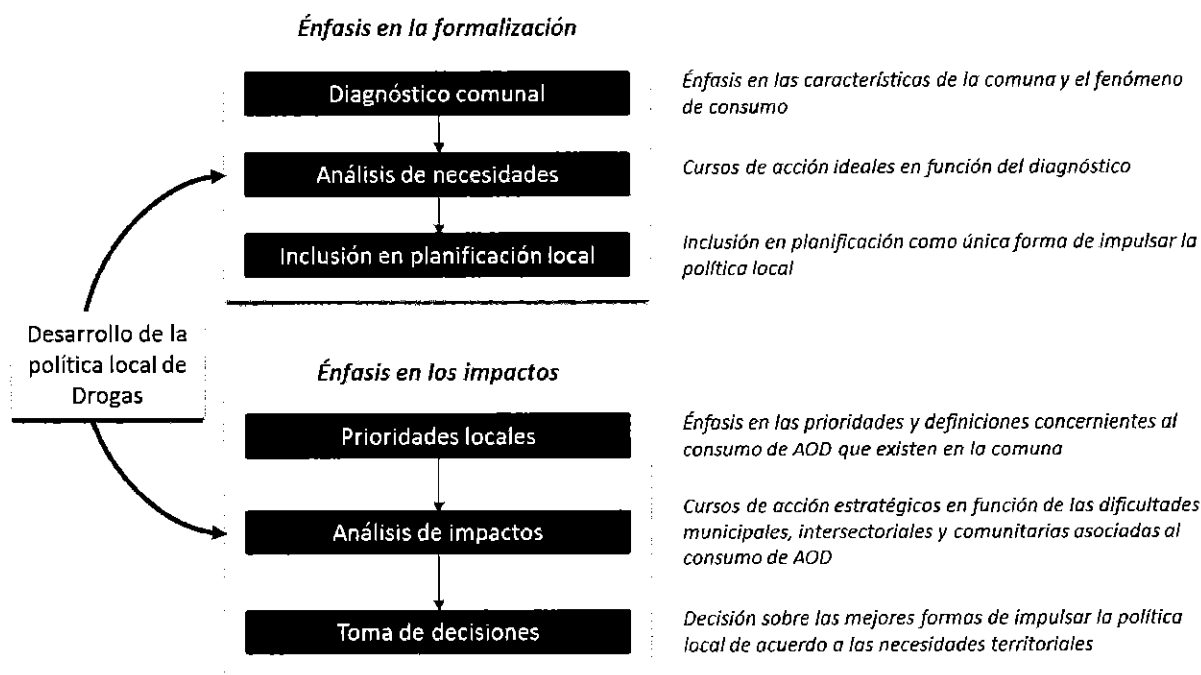 Énfasis en la formalización
Diagnóstico comunal
Énfasis en las características de la comuna y el fenómeno
de consumo
Análisis de necesidades
Cursos de acción ideales en función del diagnóstico
Inclusión en planificación local
Inclusión en planificación como única forma de impulsar la
política local
Desarrollo de la
política local de
Drogas
Énfasis en los impactos
Prioridades locales
Énfasis en las prioridades y definiciones concernientes al
consumo de AOD que existen en la comuna
Análisis de impactos
Cursos de acción estratégicos en función de las dificultades
municipales, intersectoriales y comunitarias asociadas al
consumo de AOD
Toma de decisiones
Decisión sobre las mejores formas de impulsar la política
local de acuerdo a las necesidades territoriales